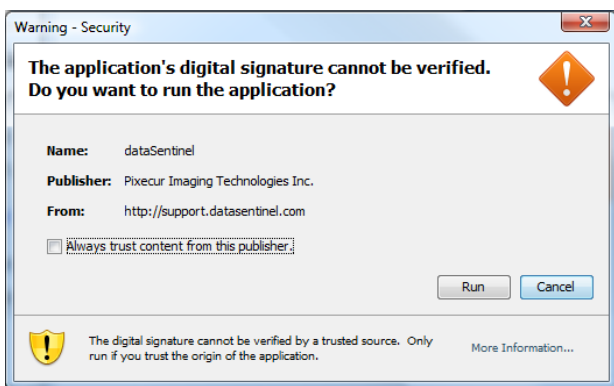 Warning - Security
The application's digital signature cannot be verified.
Do you want to run the application?
Name: dataSentinel
Publisher: Pixecur Imaging Technologies Inc.
From: http://support.datasentinel.com
Always trust content from this publisher.
Run Cancel
The digital signature cannot be verified by a trusted source. Only
run if you trust the origin of the application.
More Information...